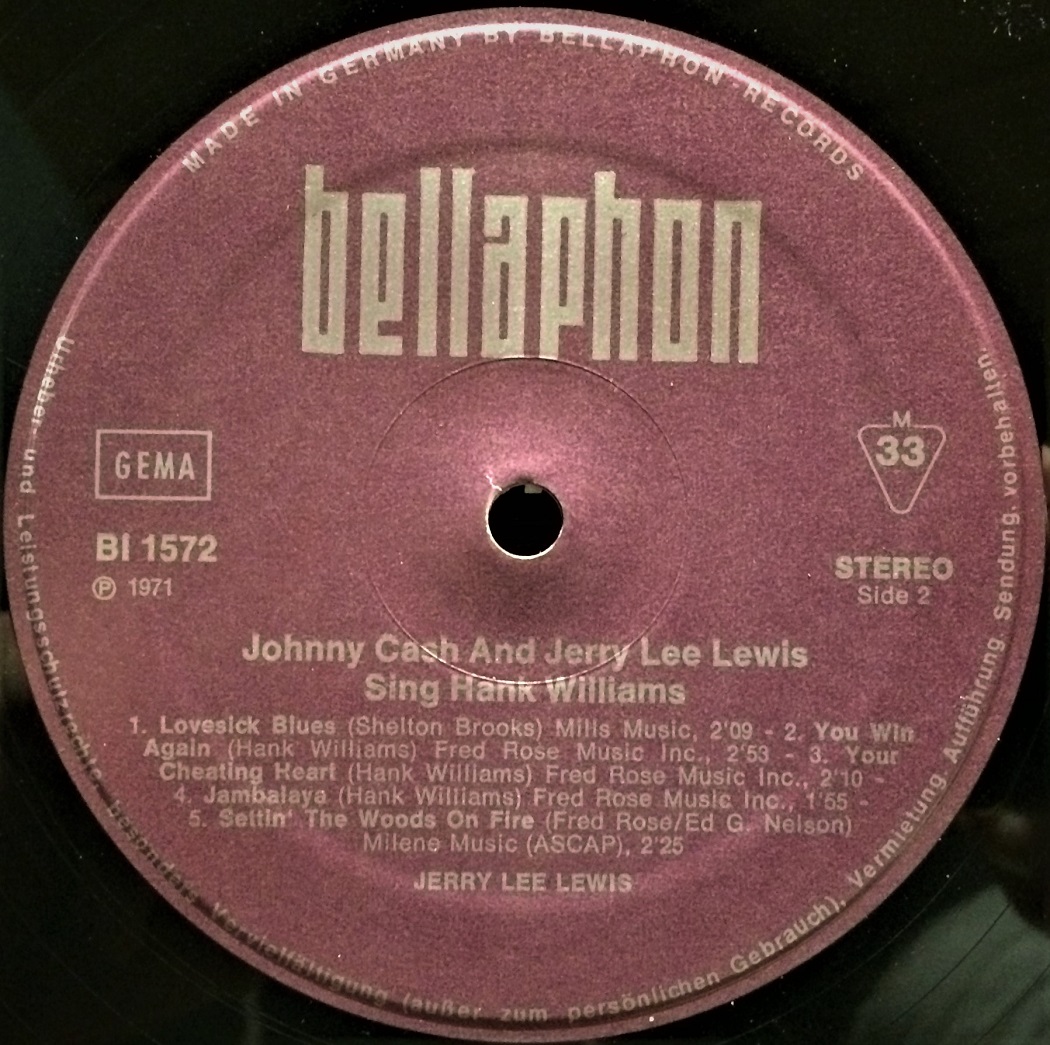 MADE IN GERMANY BY BELLAPHON-RECORDS
bellaphon
GEMA
BI 1572
℗ 1971
M
33
STEREO
Side 2
Johnny Cash And Jerry Lee Lewis
Sing Hank Williams
1. Lovesick Blues (Shelton Brooks) Mills Music, 2'09 - 2. You Win
Again (Hank Williams) Fred Rose Music Inc., 2'53 - 3. Your
Cheating Heart (Hank Williams) Fred Rose Music Inc., 2'10 -
4. Jambalaya (Hank Williams) Fred Rose Music Inc., 1'55 -
5. Settin' The Woods On Fire (Fred Rose/Ed G. Nelson)
Milene Music (ASCAP), 2'25
JERRY LEE LEWIS
Urheber- und Leistungsschutzrechte, insbesondere Vervielfältigung (außer zum persönlichen Gebrauch), Vermietung, Aufführung, Sendung, vorbehalten